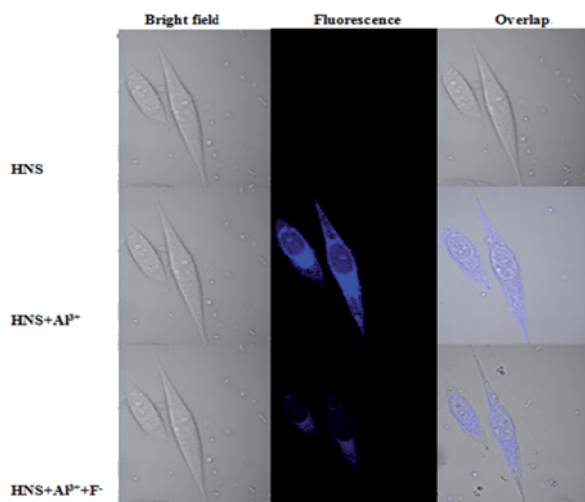 Bright field Fluorescence Overlap
HNS
HNS+Al³⁺
HNS+Al³⁺+F⁻